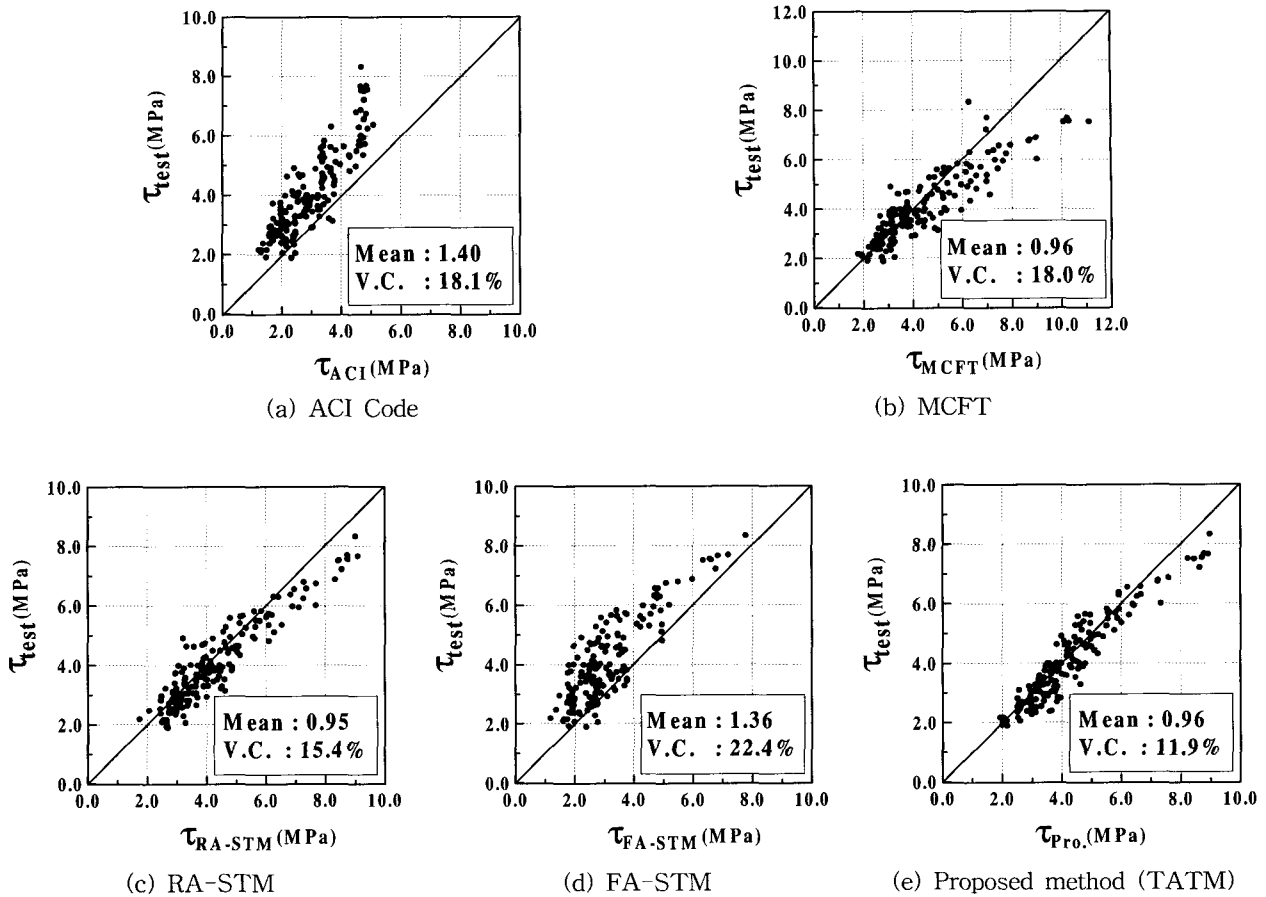 10.0
8.0
6.0
4.0
2.0
0.0
τtest(MPa)
Mean : 1.40
V.C. : 18.1%
0.0 2.0 4.0 6.0 8.0 10.0
τACI(MPa)
(a) ACI Code
12.0
10.0
8.0
6.0
4.0
2.0
0.0
τtest(MPa)
Mean : 0.96
V.C. : 18.0%
0.0 2.0 4.0 6.0 8.0 10.0 12.0
τMCFT(MPa)
(b) MCFT
10.0
8.0
6.0
4.0
2.0
0.0
τtest(MPa)
Mean : 0.95
V.C. : 15.4%
0.0 2.0 4.0 6.0 8.0 10.0
τRA-STM(MPa)
(c) RA-STM
10.0
8.0
6.0
4.0
2.0
0.0
τtest(MPa)
Mean : 1.36
V.C. : 22.4%
0.0 2.0 4.0 6.0 8.0 10.0
τFA-STM(MPa)
(d) FA-STM
10.0
8.0
6.0
4.0
2.0
0.0
τtest(MPa)
Mean : 0.96
V.C. : 11.9%
0.0 2.0 4.0 6.0 8.0 10.0
τPro.(MPa)
(e) Proposed method (TATM)